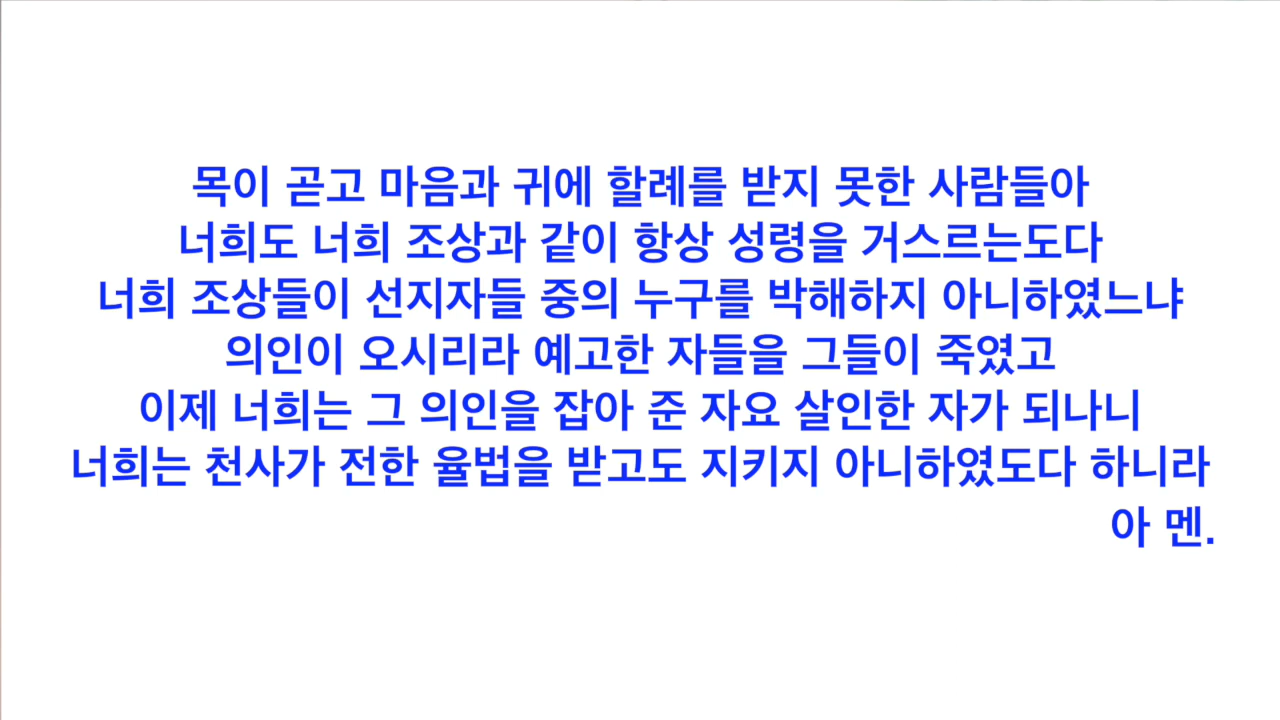 목이 곧고 마음과 귀에 할례를 받지 못한 사람들아
너희도 너희 조상과 같이 항상 성령을 거스르는도다
너희 조상들이 선지자들 중의 누구를 박해하지 아니하였느냐
의인이 오시리라 예고한 자들을 그들이 죽였고
이제 너희는 그 의인을 잡아 준 자요 살인한 자가 되나니
너희는 천사가 전한 율법을 받고도 지키지 아니하였도다 하니라
아 멘.